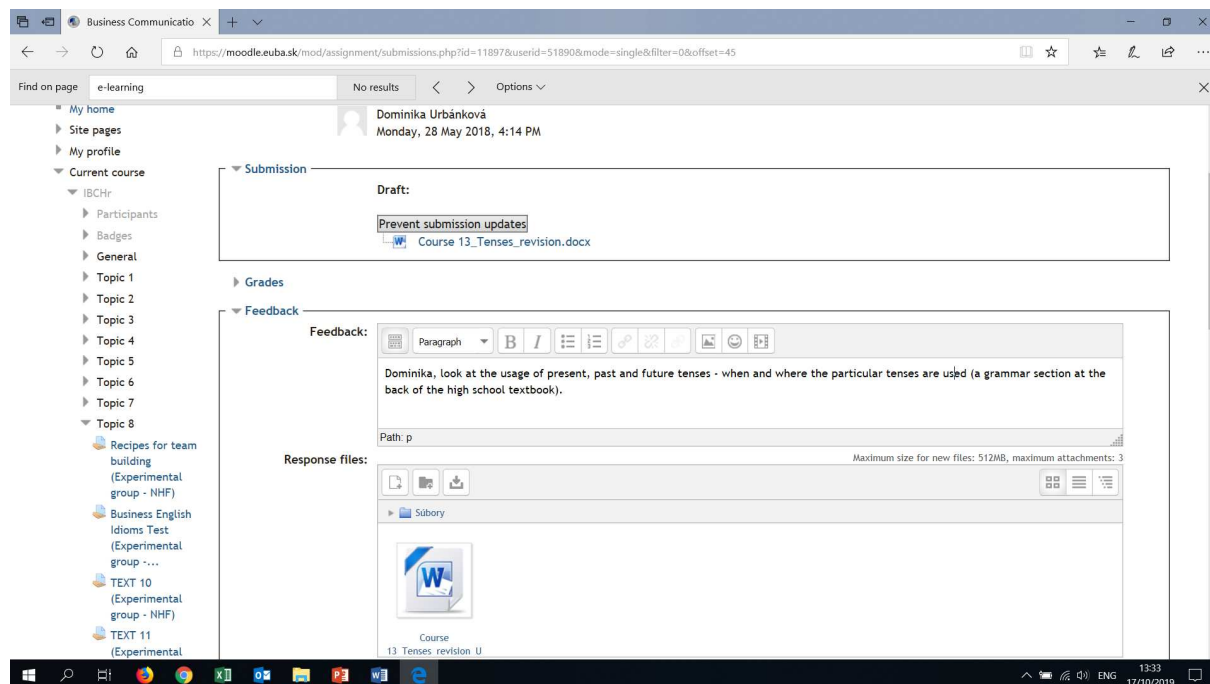 Business Communicatio
https://moodle.euba.sk/mod/assignment/submissions.php?id=11897&userid=51890&mode=single&filter=0&offset=45
Find on page e-learning No results Options
My home
Site pages
My profile
Current course
IBCHr
Participants
Badges
General
Topic 1
Topic 2
Topic 3
Topic 4
Topic 5
Topic 6
Topic 7
Topic 8
Recipes for team
building
(Experimental
group - NHF)
Business English
Idioms Test
(Experimental
group -...
TEXT 10
(Experimental
group - NHF)
TEXT 11
(Experimental
Dominika Urbánková
Monday, 28 May 2018, 4:14 PM
Submission
Draft:
Prevent submission updates
Course 13_Tenses_revision.docx
Grades
Feedback
Feedback:
Paragraph B I
Dominika, look at the usage of present, past and future tenses - when and where the particular tenses are used (a grammar section at the
back of the high school textbook).
Path: p
Response files:
Maximum size for new files: 512MB, maximum attachments: 3
Súbory
Course
13_Tenses_revision_U
ENG
13:33
17/10/2019